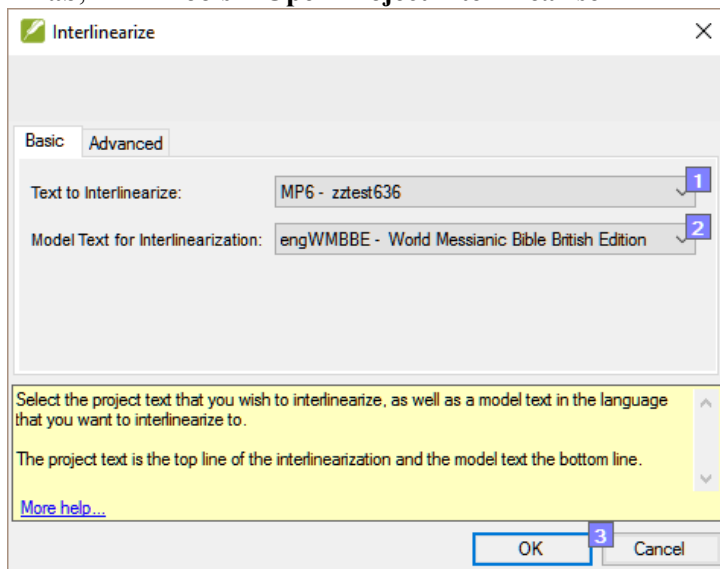 Interlinearize
Basic Advanced
Text to Interlinearize: MP6 - zztest636 1
Model Text for Interlinearization: engWMBBE - World Messianic Bible British Edition 2
Select the project text that you wish to interlinearize, as well as a model text in the language
that you want to interlinearize to.
The project text is the top line of the interlinearization and the model text the bottom line.
More help...
OK 3 Cancel